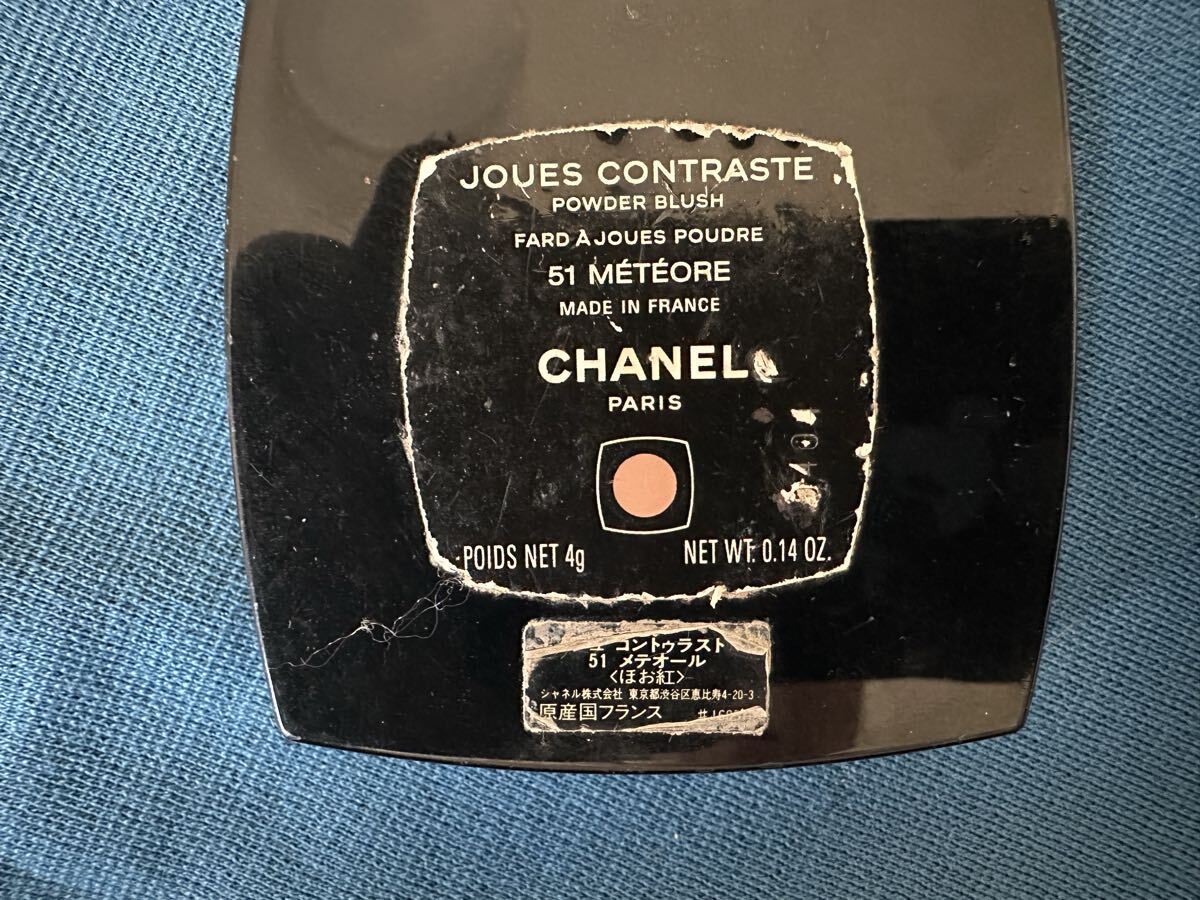 JOUES CONTRASTE
POWDER BLUSH
FARD À JOUES POUDRE
51 MÉTÉORE
MADE IN FRANCE
CHANEL
PARIS
POIDS NET 4g
NET WT. 0.14 OZ.
コントゥラスト
51 メテオール
<ほお紅>
シャネル株式会社 東京都渋谷区恵比寿4-20-3
原産国フランス